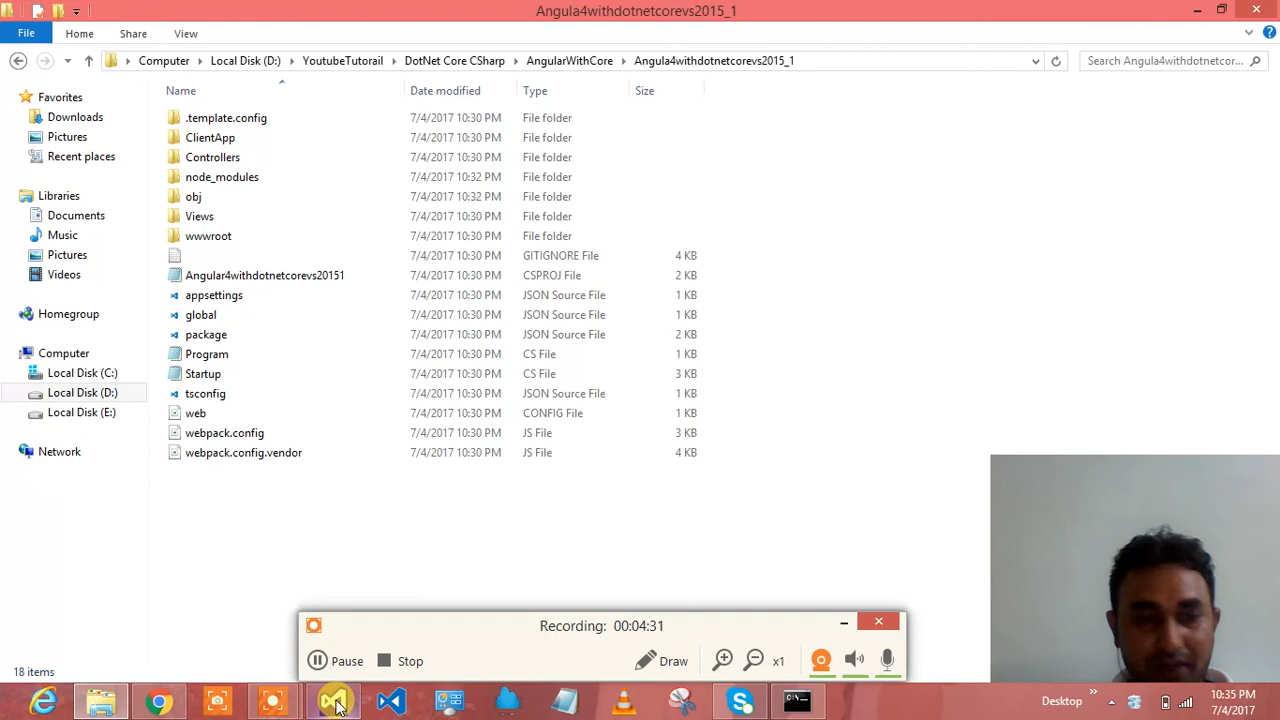 Angula4withdotnetcorevs2015_1
File Home Share View
Computer Local Disk (D:) YoutubeTutorail DotNet Core CSharp AngularWithCore Angula4withdotnetcorevs2015_1 Search Angula4withdotnetcor...
Name Date modified Type Size
Favorites
Downloads
Pictures
Recent places
Libraries
Documents
Music
Pictures
Videos
Homegroup
Computer
Local Disk (C:)
Local Disk (D:)
Local Disk (E:)
Network
.template.config 7/4/2017 10:30 PM File folder
ClientApp 7/4/2017 10:30 PM File folder
Controllers 7/4/2017 10:30 PM File folder
node_modules 7/4/2017 10:32 PM File folder
obj 7/4/2017 10:32 PM File folder
Views 7/4/2017 10:30 PM File folder
wwwroot 7/4/2017 10:30 PM File folder
7/4/2017 10:30 PM GITIGNORE File 4 KB
Angular4withdotnetcorevs20151 7/4/2017 10:30 PM CSPROJ File 2 KB
appsettings 7/4/2017 10:30 PM JSON Source File 1 KB
global 7/4/2017 10:30 PM JSON Source File 1 KB
package 7/4/2017 10:30 PM JSON Source File 2 KB
Program 7/4/2017 10:30 PM CS File 1 KB
Startup 7/4/2017 10:30 PM CS File 3 KB
tsconfig 7/4/2017 10:30 PM JSON Source File 1 KB
web 7/4/2017 10:30 PM CONFIG File 1 KB
webpack.config 7/4/2017 10:30 PM JS File 3 KB
webpack.config.vendor 7/4/2017 10:30 PM JS File 4 KB
Recording: 00:04:31
Pause Stop Draw x1
18 items
Desktop
10:35 PM
7/4/2017